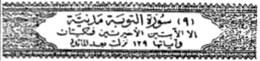 (٩) سورة التوبة مدنية
إلا الآيتين الأخيرتين فمكيتان
وآياتها ١٢٩ نزلت بعد المائدة